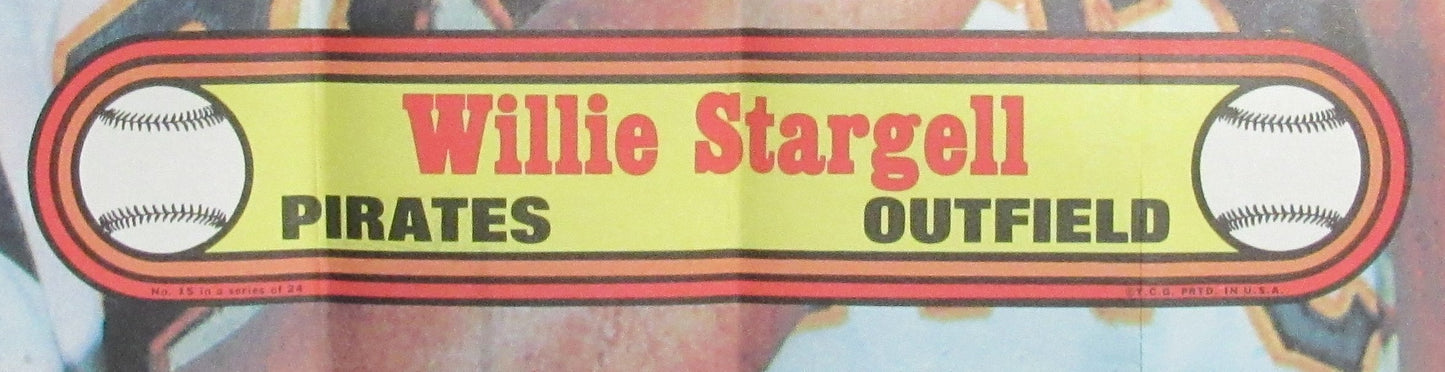 Willie Stargell
PIRATES OUTFIELD
No. 15 in a series of 24
©T.C.G. PRTD. IN U.S.A.